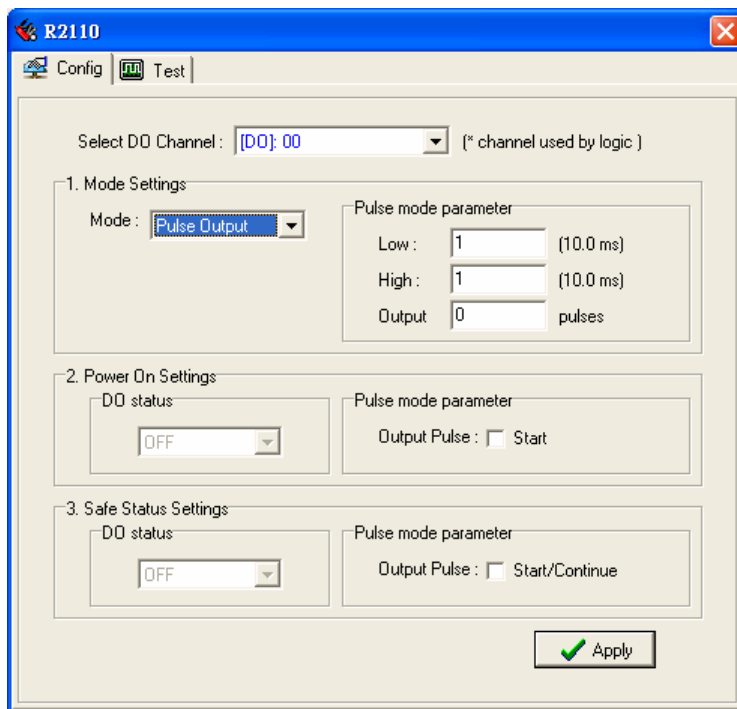 R2110
Config Test
Select DO Channel : [DO]: 00 (* channel used by logic )
1. Mode Settings
Mode : Pulse Output
Pulse mode parameter
Low : 1 (10.0 ms)
High : 1 (10.0 ms)
Output 0 pulses
2. Power On Settings
DO status
OFF
Pulse mode parameter
Output Pulse : Start
3. Safe Status Settings
DO status
OFF
Pulse mode parameter
Output Pulse : Start/Continue
Apply